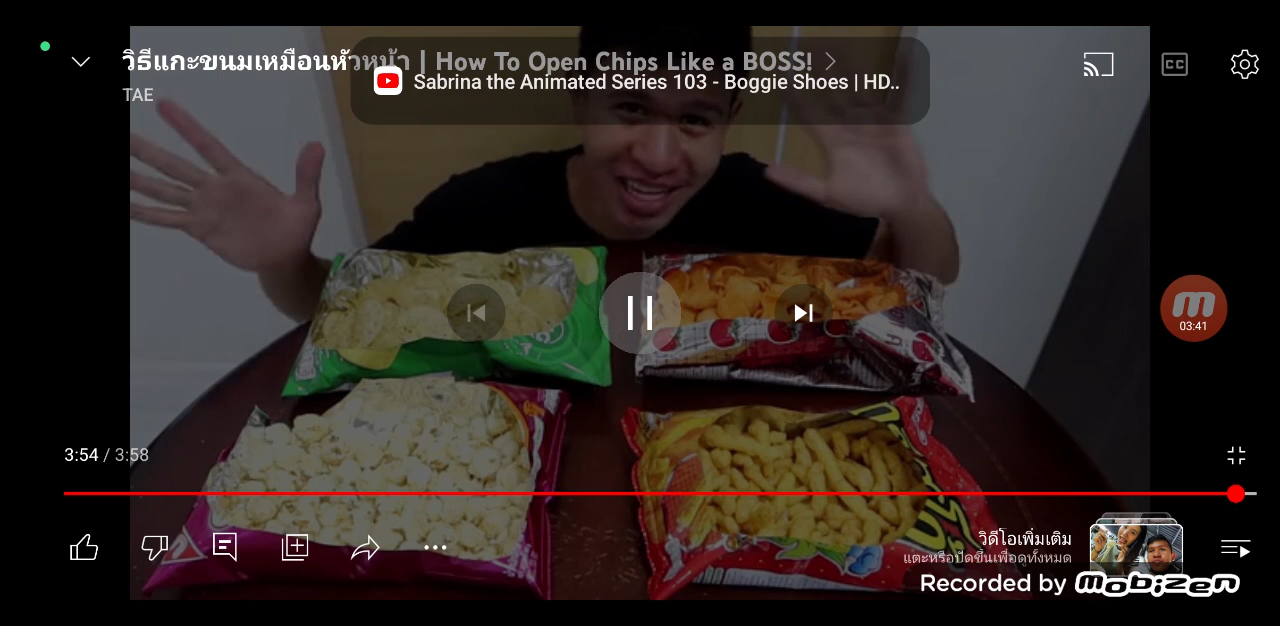 วิธีแกะขนมเหมือนหัวหน้า | How To Open Chips Like a BOSS!
TAE
Sabrina the Animated Series 103 - Boggie Shoes | HD..
CC
03:41
3:54 / 3:58
วิดีโอเพิ่มเติม
แตะหรือปัดขึ้นเพื่อดูทั้งหมด
Recorded by mobizen